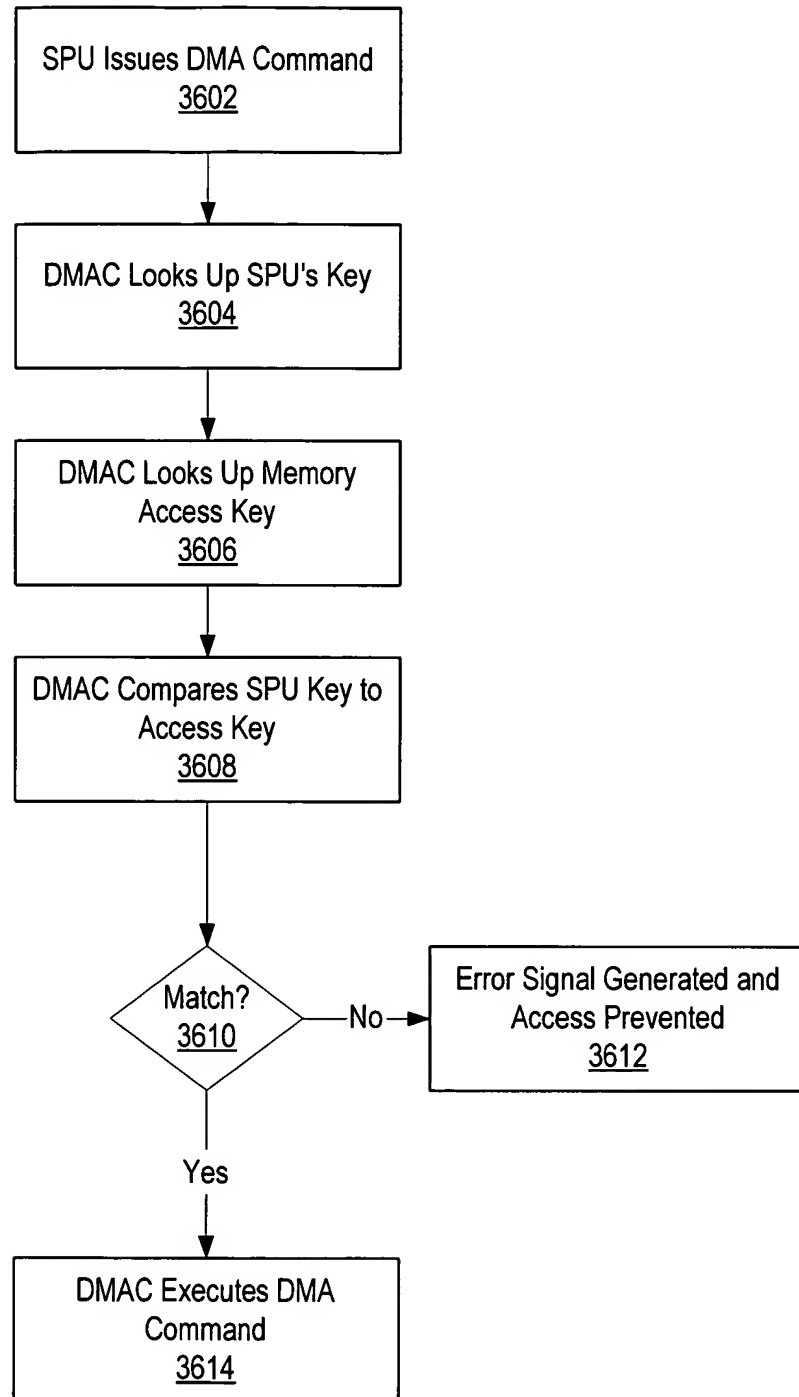 SPU Issues DMA Command
3602
DMAC Looks Up SPU's Key
3604
DMAC Looks Up Memory
Access Key
3606
DMAC Compares SPU Key to
Access Key
3608
Match?
3610
No
Error Signal Generated and
Access Prevented
3612
Yes
DMAC Executes DMA
Command
3614